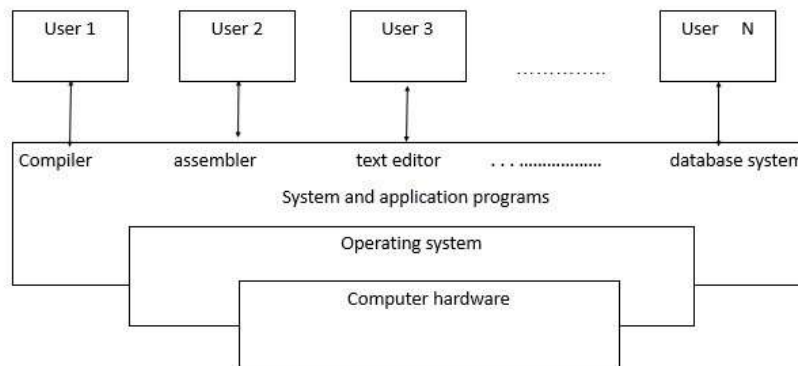 User 1 User 2 User 3 ………….. User N
Compiler assembler text editor . . . .................. database system
System and application programs
Operating system
Computer hardware